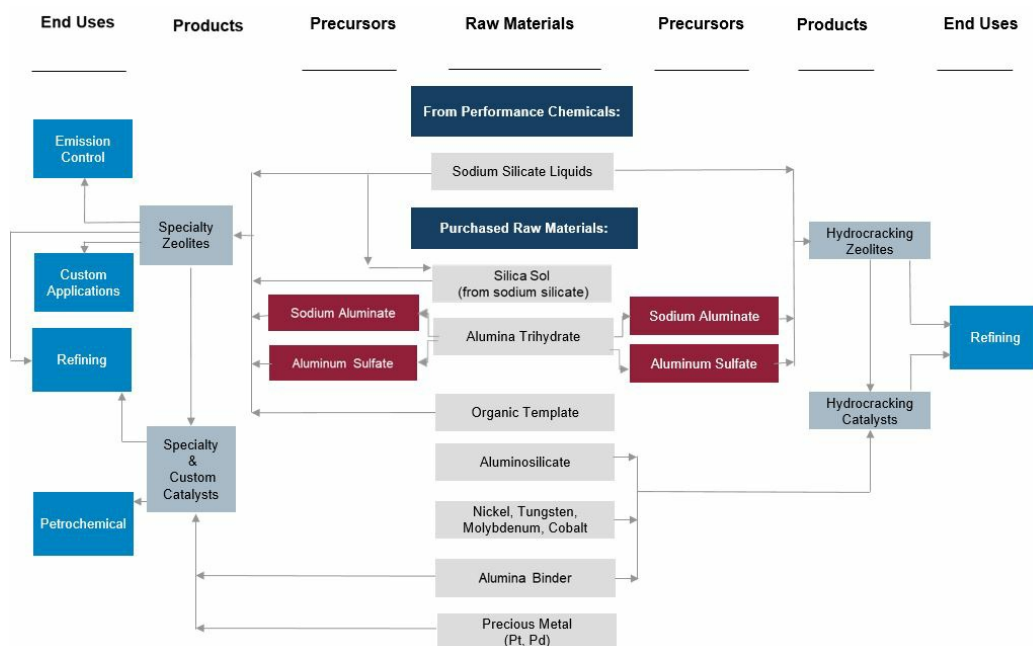 End Uses
Products
Precursors
Raw Materials
Precursors
Products
End Uses
From Performance Chemicals:
Emission
Control
Sodium Silicate Liquids
Specialty
Zeolites
Purchased Raw Materials:
Hydrocracking
Zeolites
Custom
Applications
Silica Sol
(from sodium silicate)
Sodium Aluminate
Alumina Trihydrate
Sodium Aluminate
Refining
Aluminum Sulfate
Aluminum Sulfate
Refining
Organic Template
Hydrocracking
Catalysts
Specialty
&
Custom
Catalysts
Aluminosilicate
Petrochemical
Nickel, Tungsten,
Molybdenum, Cobalt
Alumina Binder
Precious Metal
(Pt, Pd)